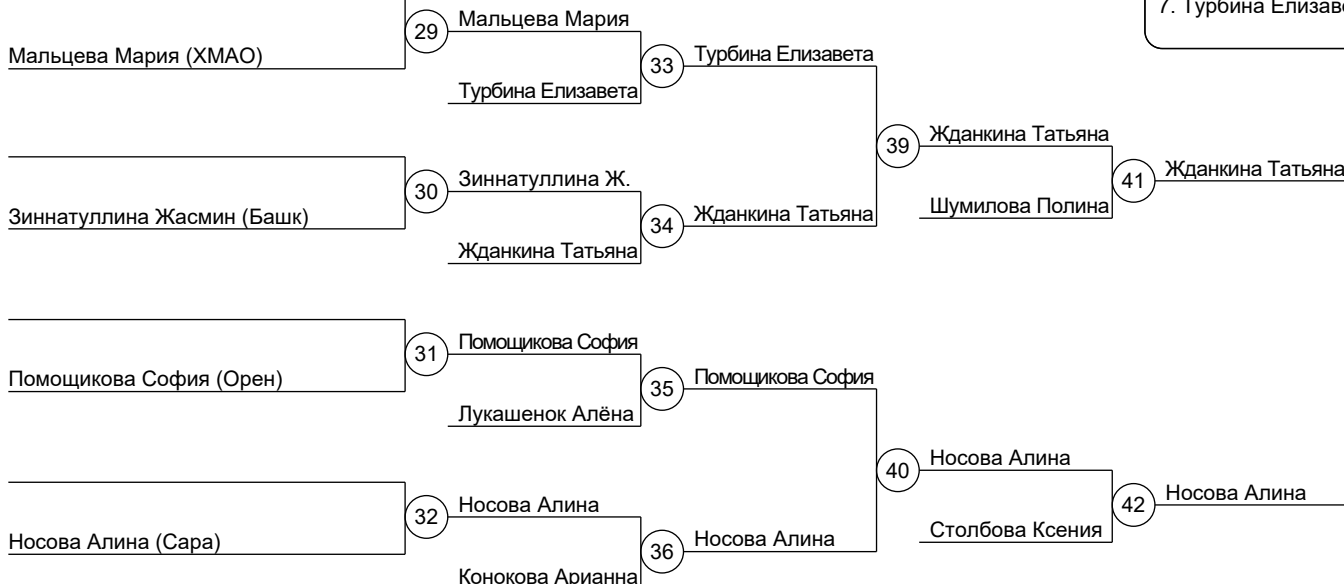 7. Турбина Елизаве
29
Мальцева Мария
Мальцева Мария (ХМАО)
33
Турбина Елизавета
Турбина Елизавета
39
Жданкина Татьяна
41
Жданкина Татьяна
30
Зиннатуллина Ж.
Зиннатуллина Жасмин (Башк)
34
Жданкина Татьяна
Шумилова Полина
Жданкина Татьяна
31
Помощикова София
Помощикова София (Орен)
35
Помощикова София
Лукашенок Алёна
40
Носова Алина
42
Носова Алина
32
Носова Алина
Столбова Ксения
Носова Алина (Сара)
36
Носова Алина
Конокова Арианна